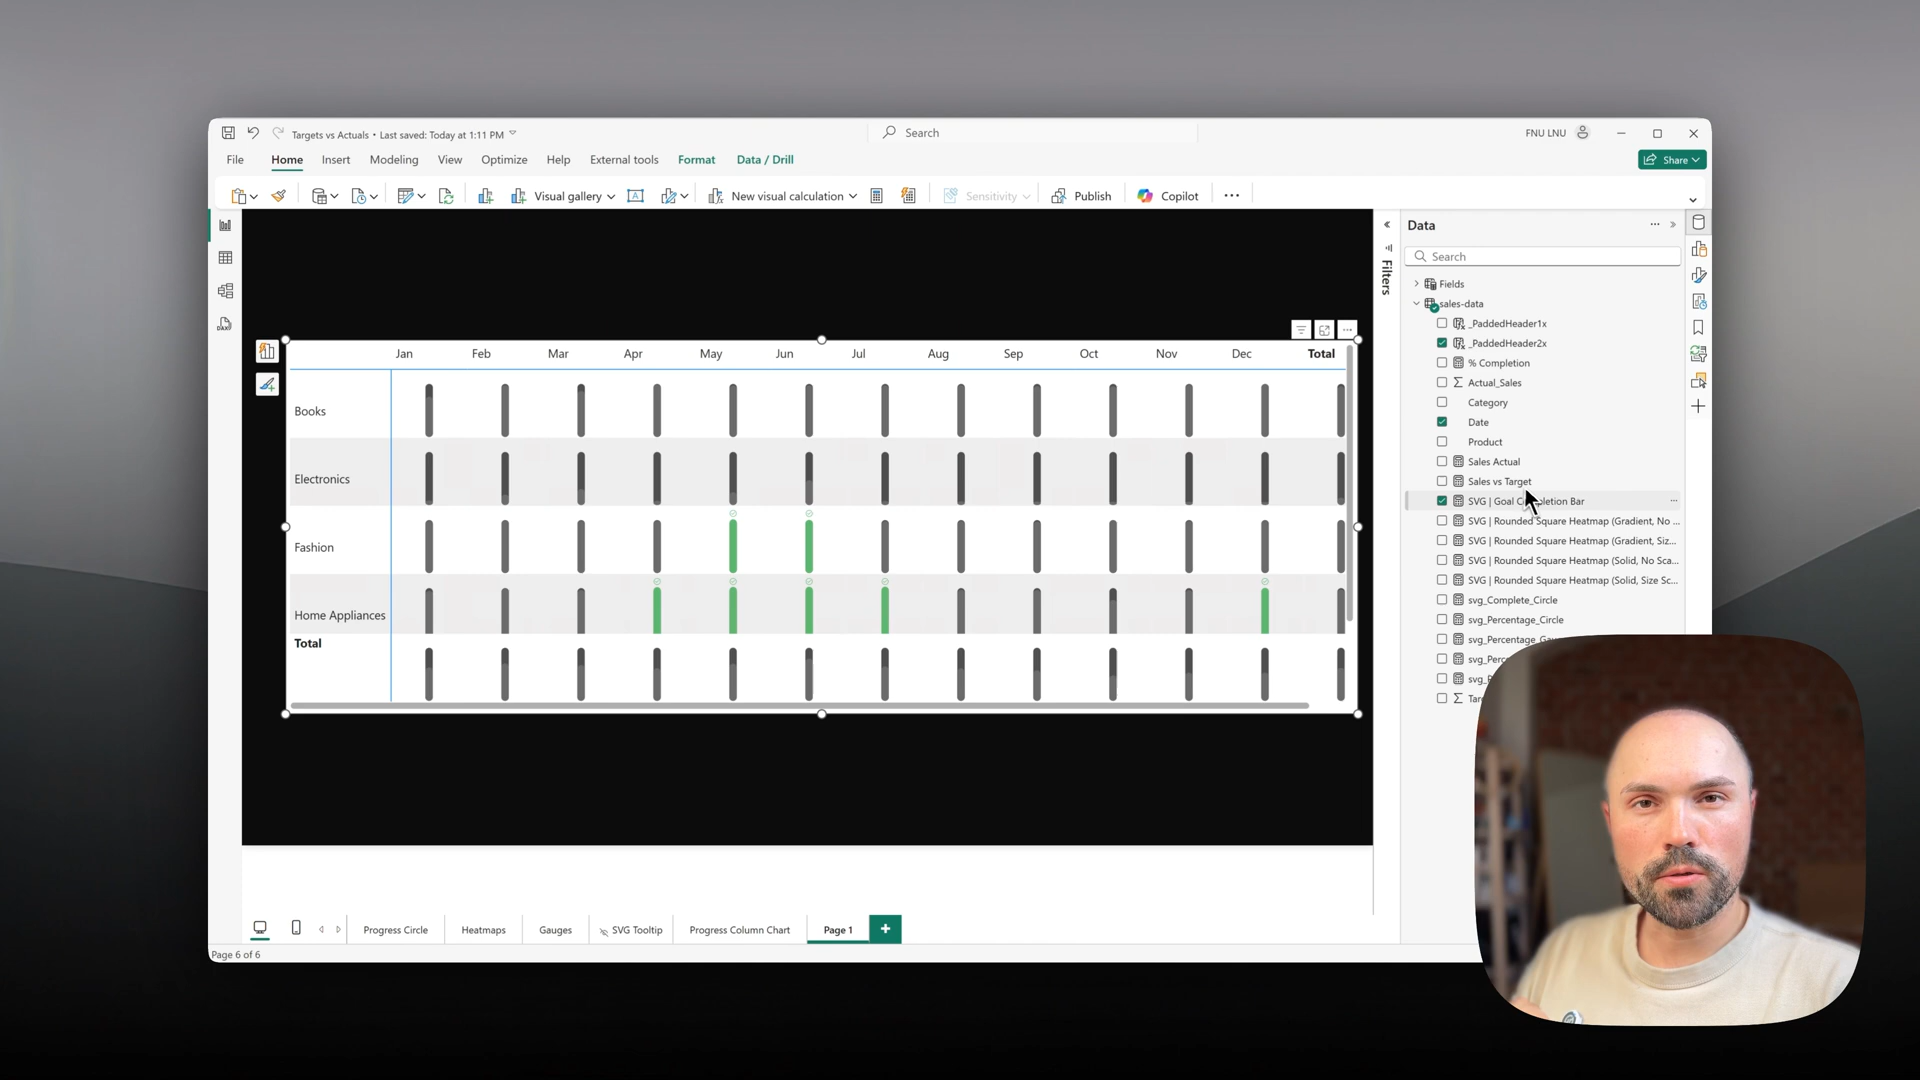 Targets vs Actuals • Last saved: Today at 1:11 PM
Search
FNU LNU
File Home Insert Modeling View Optimize Help External tools Format Data / Drill
Share
Visual gallery
New visual calculation
Sensitivity
Publish
Copilot
Data
Search
Filters
Fields
sales-data
_PaddedHeader1x
_PaddedHeader2x
% Completion
Actual_Sales
Category
Date
Product
Sales Actual
Sales vs Target
SVG | Goal Completion Bar
SVG | Rounded Square Heatmap (Gradient, No ...
SVG | Rounded Square Heatmap (Gradient, Siz...
SVG | Rounded Square Heatmap (Solid, No Sca...
SVG | Rounded Square Heatmap (Solid, Size Sc...
svg_Complete_Circle
svg_Percentage_Circle
Jan Feb Mar Apr May Jun Jul Aug Sep Oct Nov Dec Total
Books
Electronics
Fashion
Home Appliances
Total
DAX
Progress Circle Heatmaps Gauges SVG Tooltip Progress Column Chart Page 1
Page 6 of 6